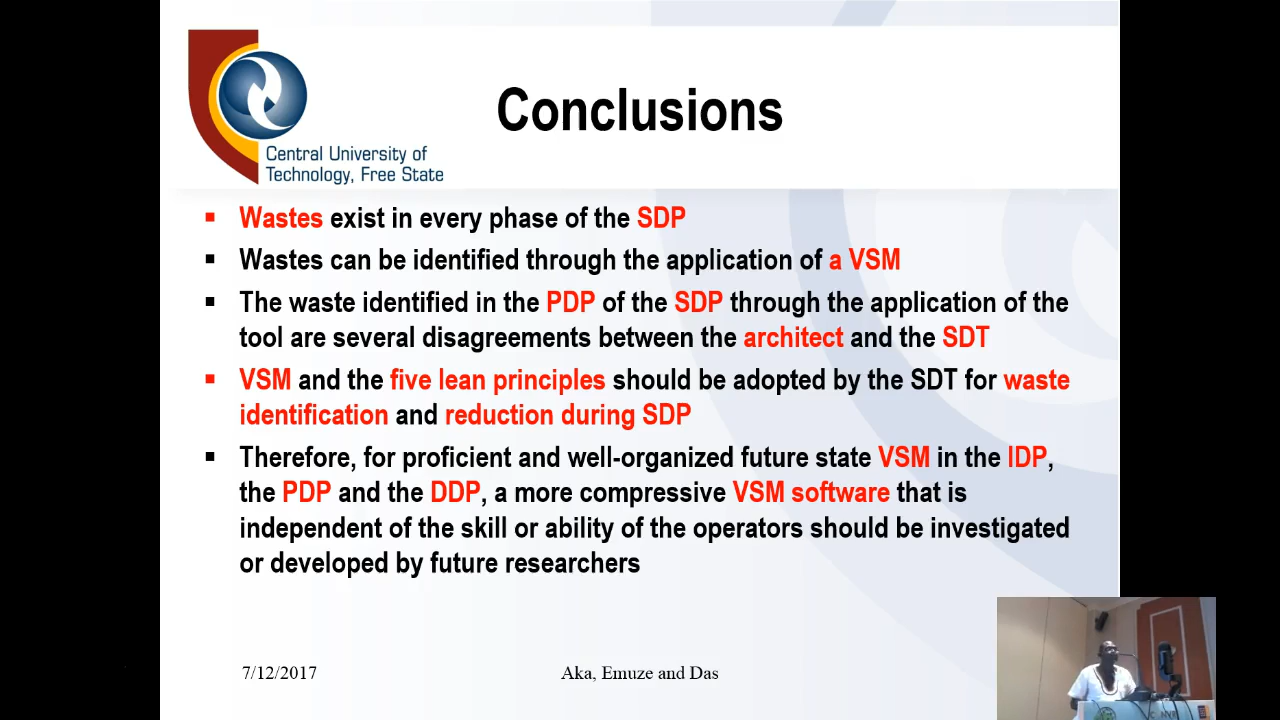 Central University of
Technology, Free State
Conclusions
Wastes exist in every phase of the SDP
Wastes can be identified through the application of a VSM
The waste identified in the PDP of the SDP through the application of the
tool are several disagreements between the architect and the SDT
VSM and the five lean principles should be adopted by the SDT for waste
identification and reduction during SDP
Therefore, for proficient and well-organized future state VSM in the IDP,
the PDP and the DDP, a more compressive VSM software that is
independent of the skill or ability of the operators should be investigated
or developed by future researchers
7/12/2017
Aka, Emuze and Das